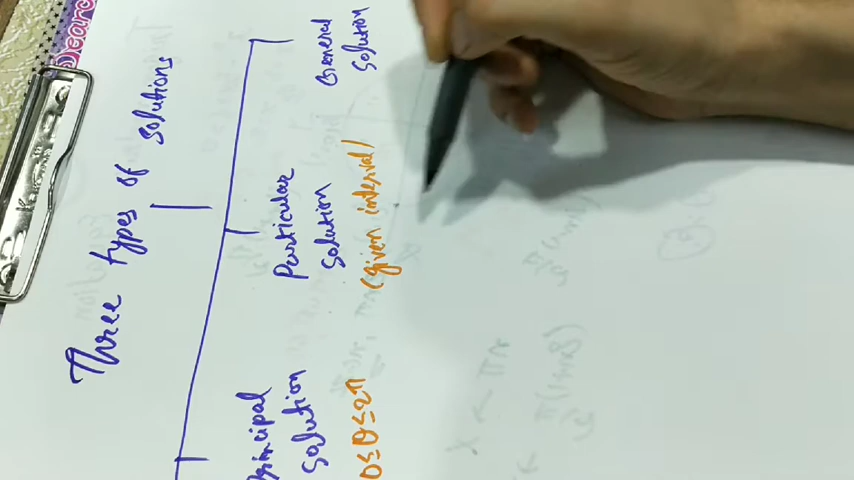 Three types of solutions
Principal
solution
0≤θ≤2π
Particular
solution
(given interval)
General
solution